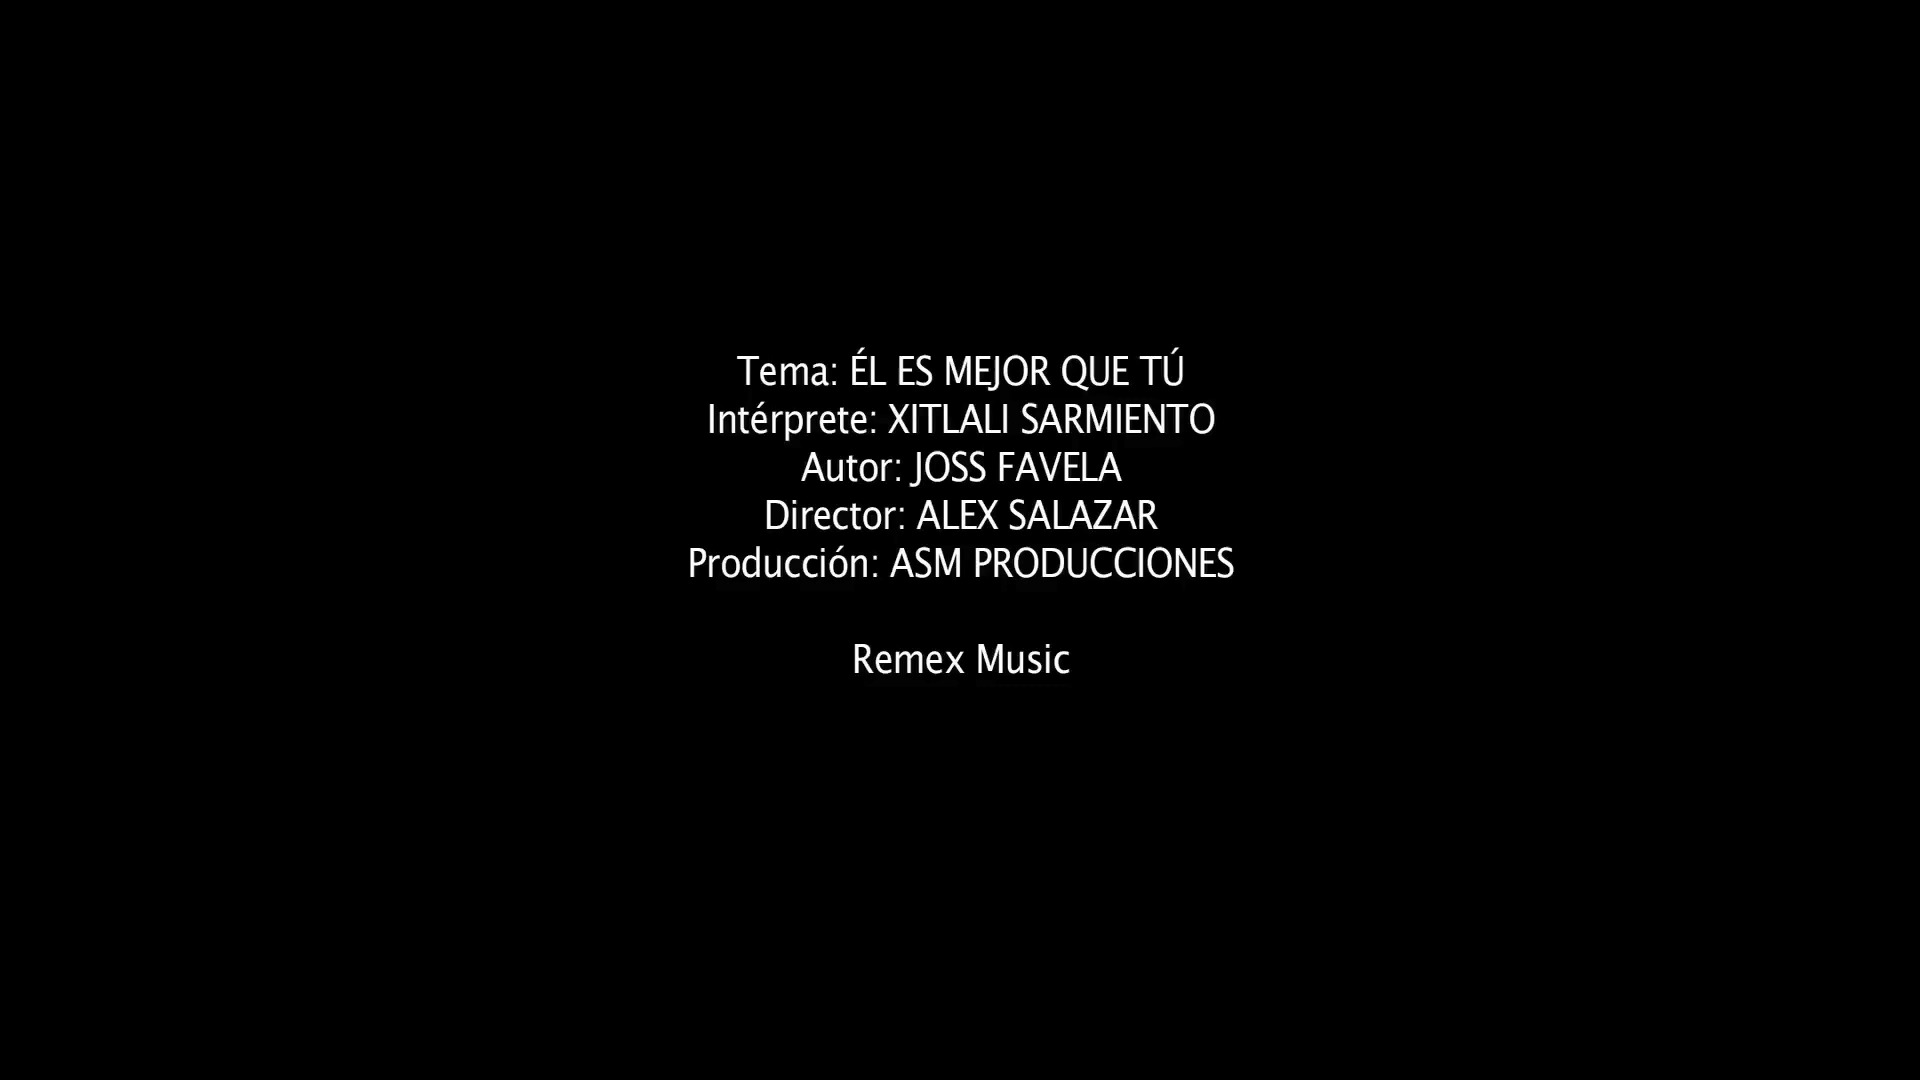 Tema: ÉL ES MEJOR QUE TÚ
Intérprete: XITLALI SARMIENTO
Autor: JOSS FAVELA
Director: ALEX SALAZAR
Producción: ASM PRODUCCIONES
Remex Music